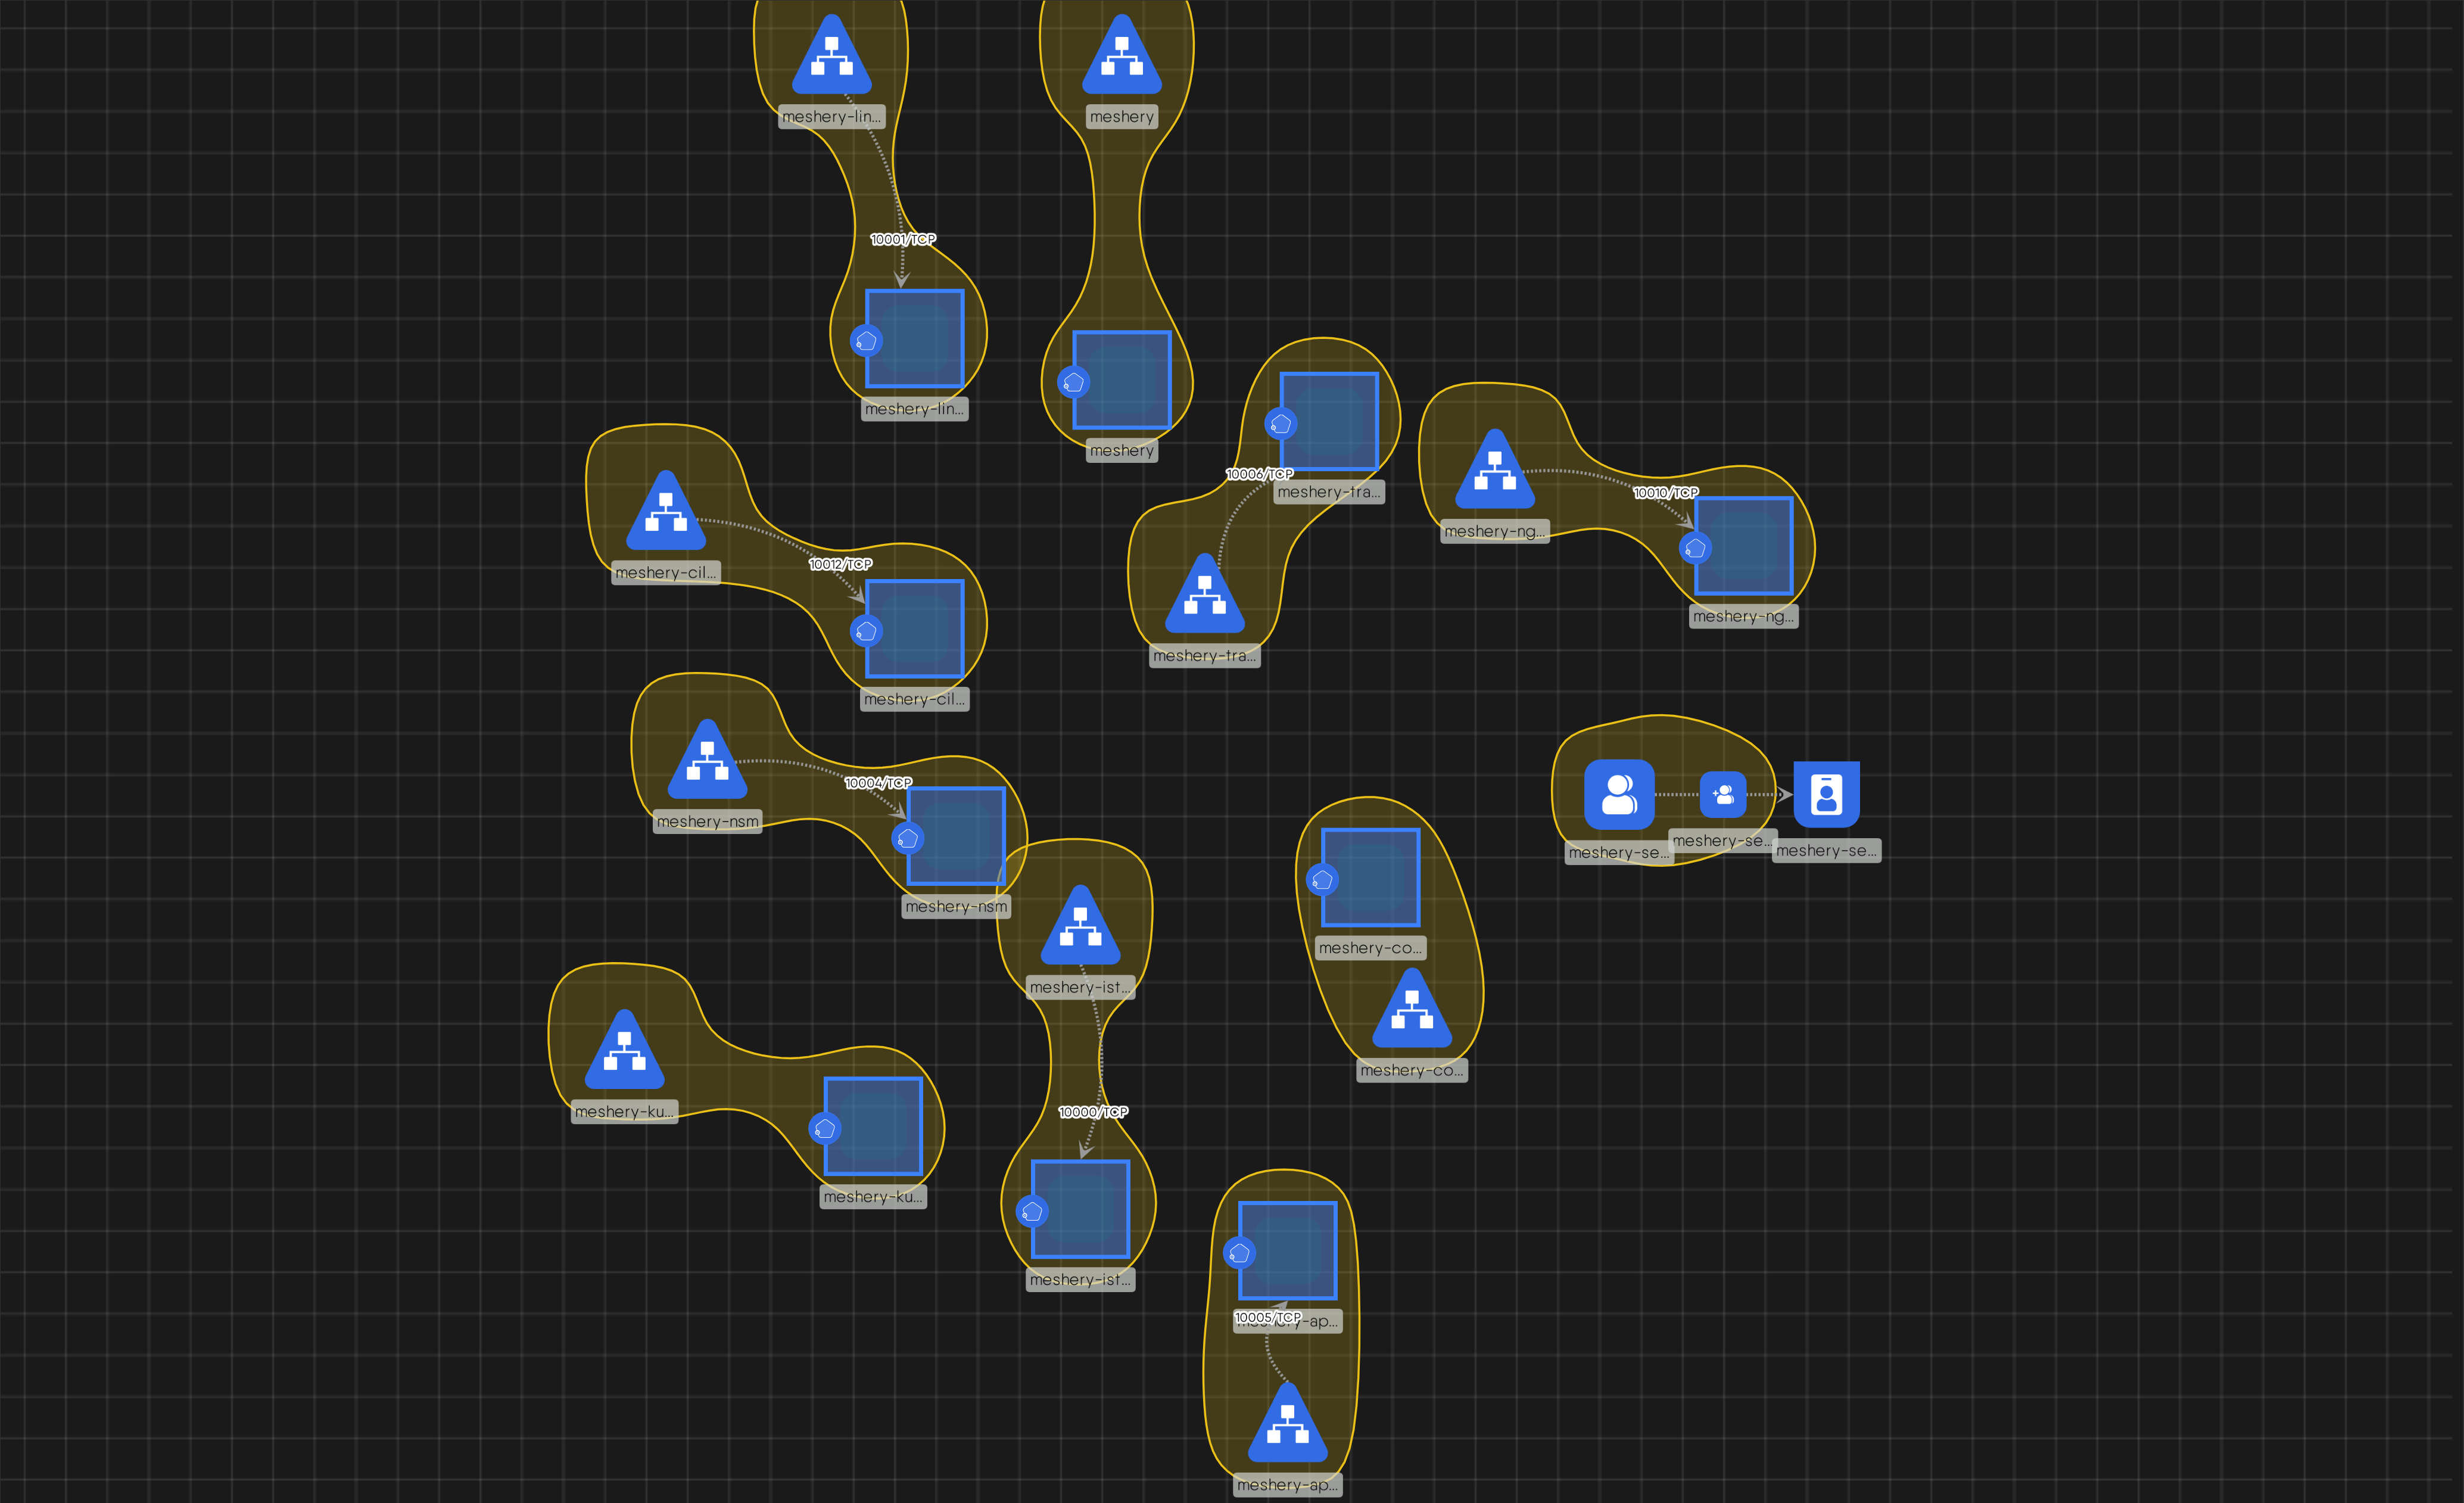 meshery-lin...
meshery
10001/TCP
meshery-lin...
meshery
10006/TCP
meshery-tra...
10010/TCP
meshery-ng...
10012/TCP
meshery-cil...
meshery-ng...
meshery-tra...
meshery-cil...
10004/TCP
meshery-nsm
meshery-se...
meshery-se...
meshery-se...
meshery-nsm
meshery-co...
meshery-ist...
meshery-co...
meshery-ku...
10000/TCP
meshery-ku...
meshery-ist...
10005/TCP
meshery-ap...
meshery-ap...